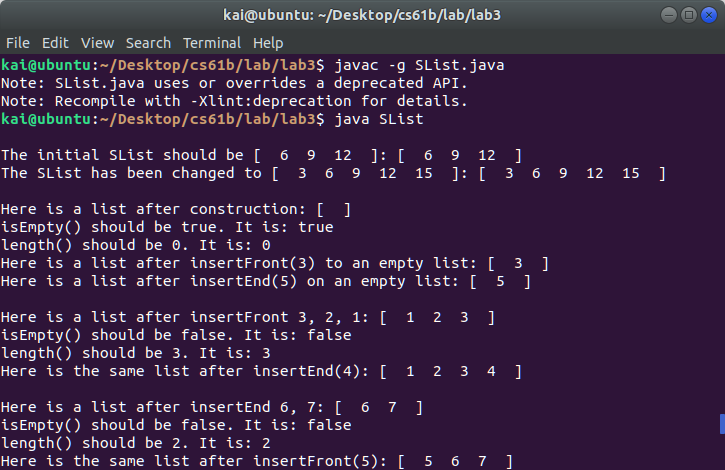 kai@ubuntu: ~/Desktop/cs61b/lab/lab3
File Edit View Search Terminal Help
kai@ubuntu:~/Desktop/cs61b/lab/lab3$ javac -g SList.java
Note: SList.java uses or overrides a deprecated API.
Note: Recompile with -Xlint:deprecation for details.
kai@ubuntu:~/Desktop/cs61b/lab/lab3$ java SList
The initial SList should be [  6  9  12  ]: [  6  9  12  ]
The SList has been changed to [  3  6  9  12  15  ]: [  3  6  9  12  15  ]
Here is a list after construction: [  ]
isEmpty() should be true. It is: true
length() should be 0. It is: 0
Here is a list after insertFront(3) to an empty list: [  3  ]
Here is a list after insertEnd(5) on an empty list: [  5  ]
Here is a list after insertFront 3, 2, 1: [  1  2  3  ]
isEmpty() should be false. It is: false
length() should be 3. It is: 3
Here is the same list after insertEnd(4): [  1  2  3  4  ]
Here is a list after insertEnd 6, 7: [  6  7  ]
isEmpty() should be false. It is: false
length() should be 2. It is: 2
Here is the same list after insertFront(5): [  5  6  7  ]